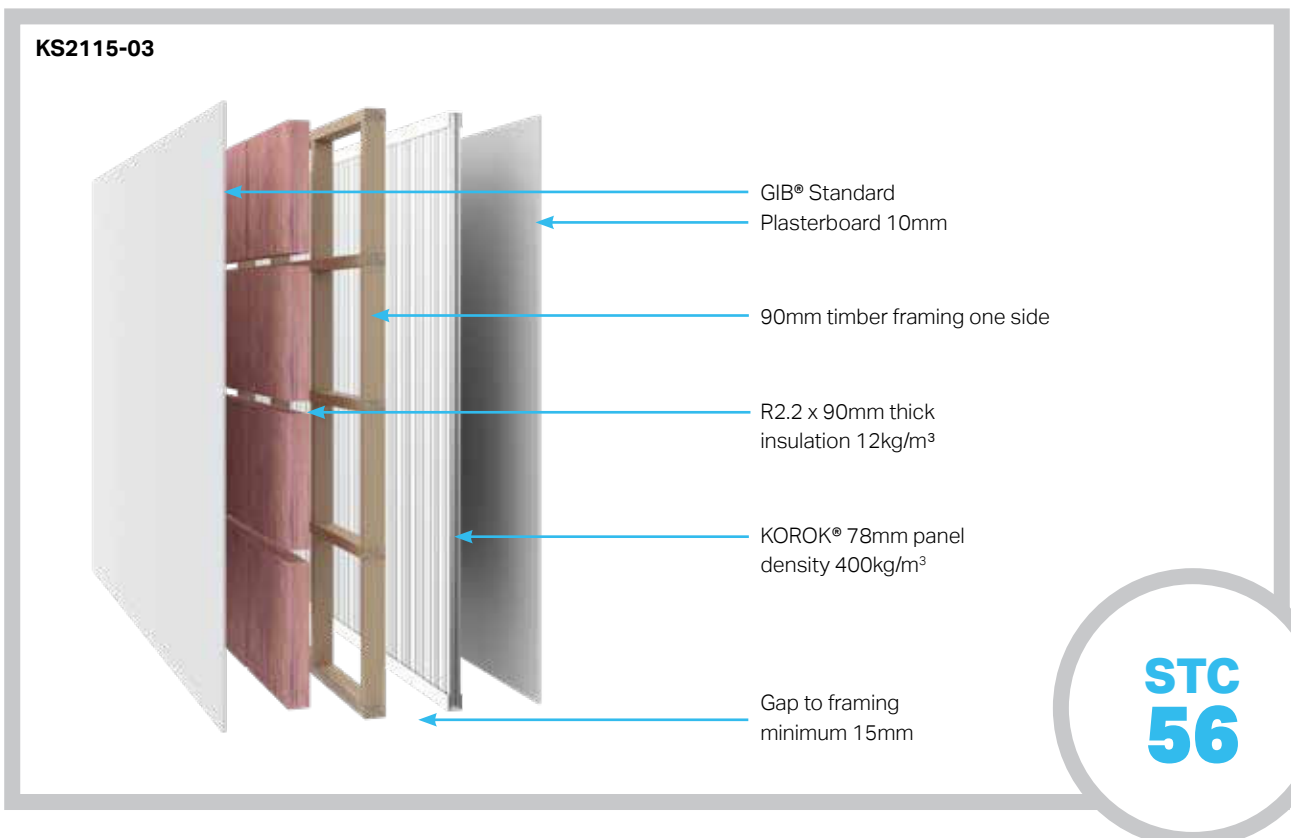 KS2115-03
GIB® Standard
Plasterboard 10mm
90mm timber framing one side
R2.2 x 90mm thick
insulation 12kg/m³
KOROK® 78mm panel
density 400kg/m³
Gap to framing
minimum 15mm
STC
56